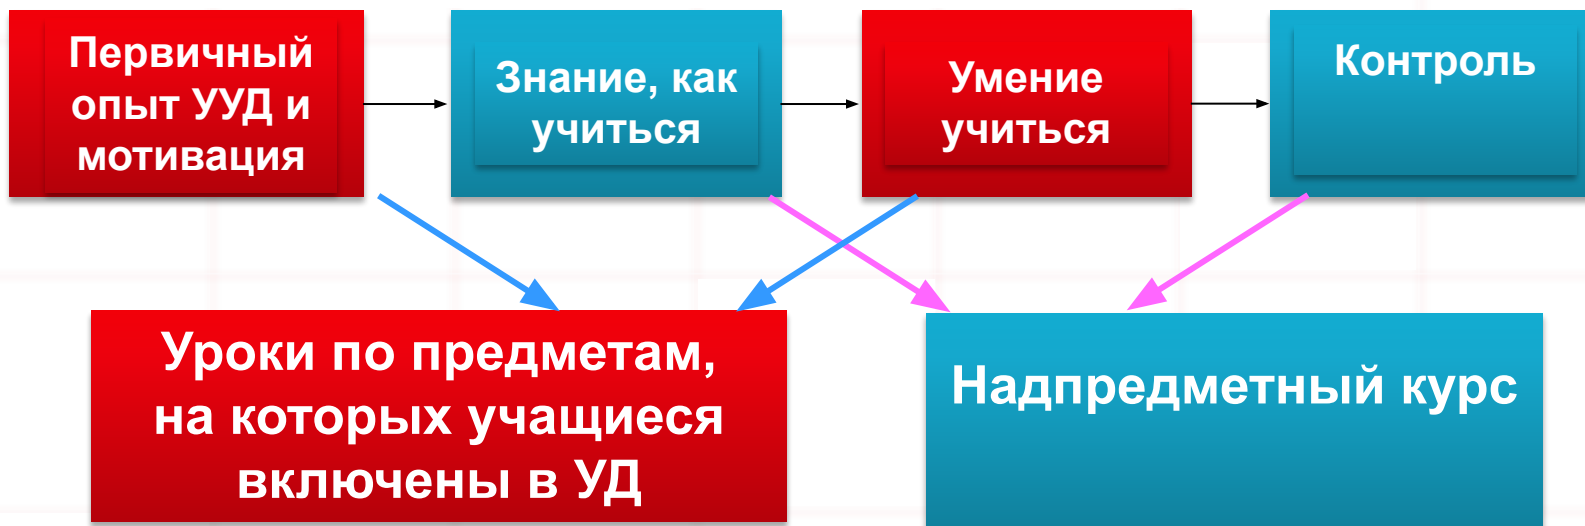 Первичный
опыт УУД и
мотивация
Знание, как
учиться
Умение
учиться
Контроль
Уроки по предметам,
на которых учащиеся
включены в УД
Надпредметный курс